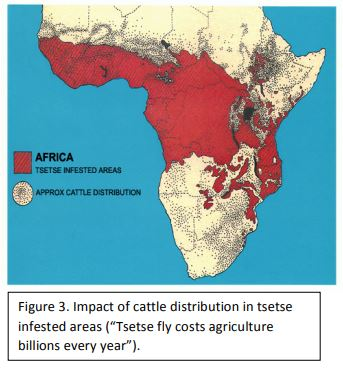 AFRICA
TSETSE INFESTED AREAS
APPROX CATTLE DISTRIBUTION
Figure 3. Impact of cattle distribution in tsetse
infested areas (“Tsetse fly costs agriculture
billions every year”).